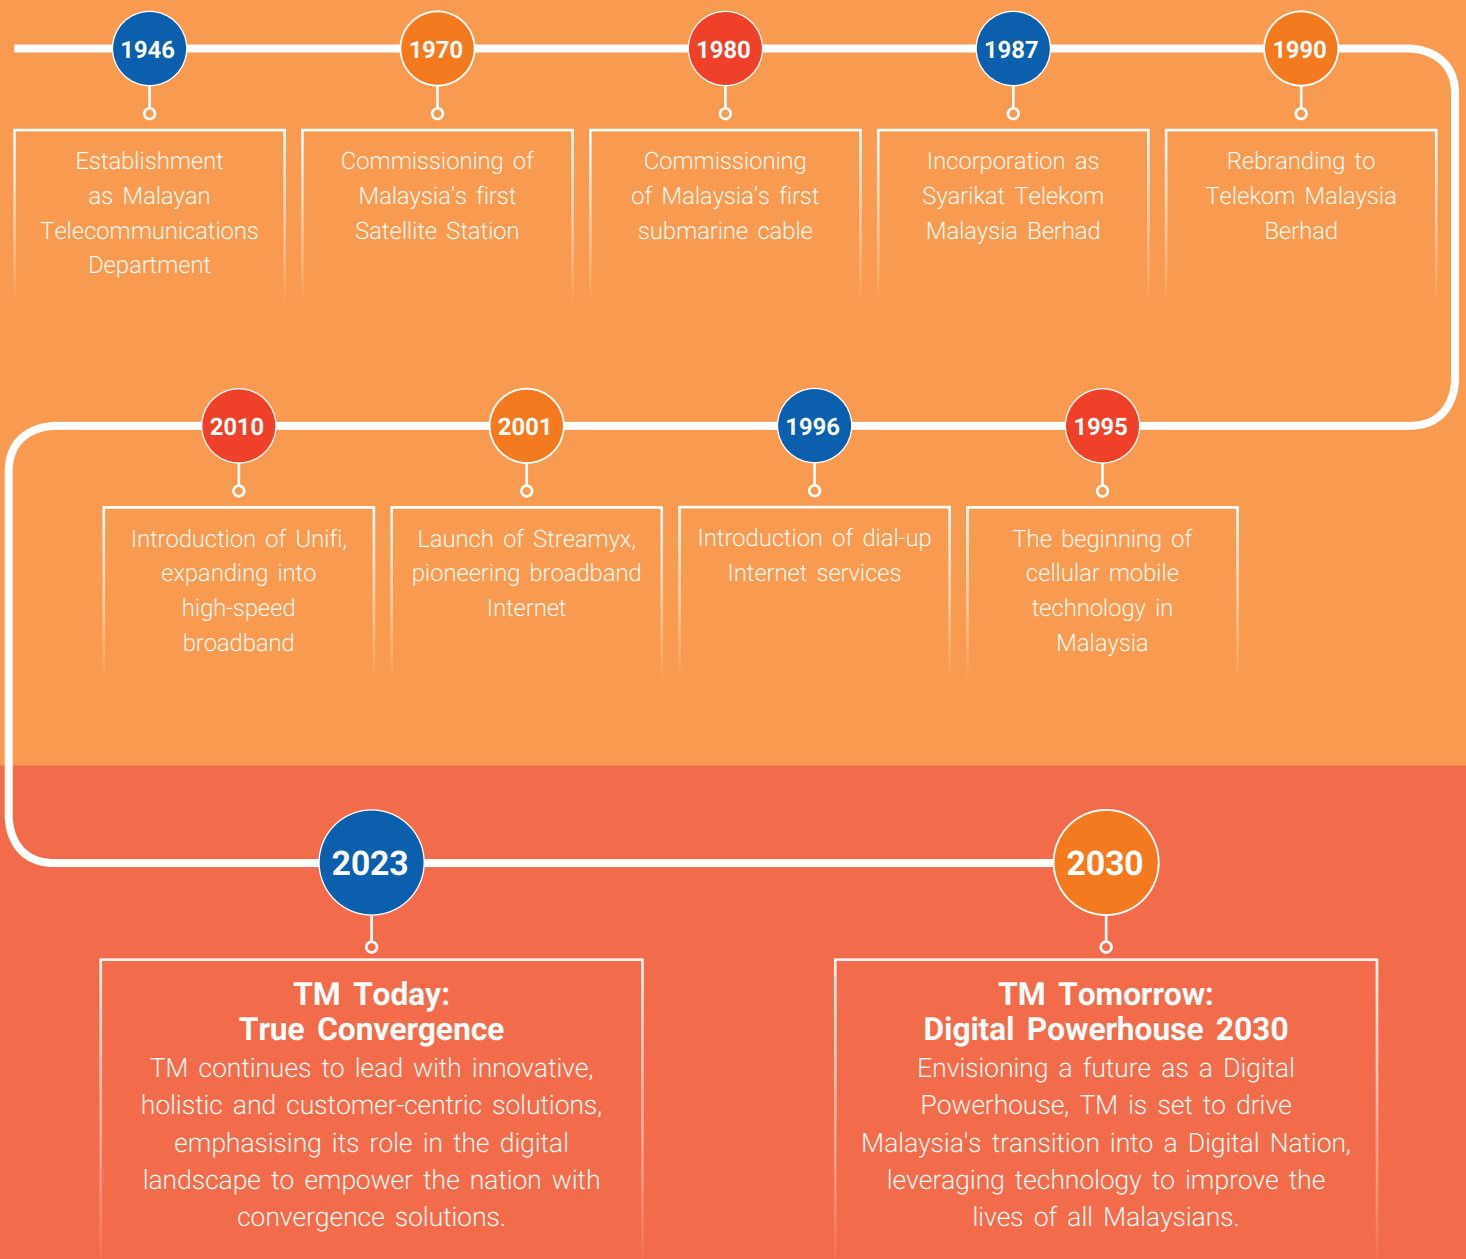 1946
Establishment
as Malayan
Telecommunications
Department
1970
Commissioning of
Malaysia's first
Satellite Station
1980
Commissioning
of Malaysia's first
submarine cable
1987
Incorporation as
Syarikat Telekom
Malaysia Berhad
1990
Rebranding to
Telekom Malaysia
Berhad
1995
The beginning of
cellular mobile
technology in
Malaysia
1996
Introduction of dial-up
Internet services
2001
Launch of Streamyx,
pioneering broadband
Internet
2010
Introduction of Unifi,
expanding into
high-speed
broadband
2023
TM Today:
True Convergence
TM continues to lead with innovative,
holistic and customer-centric solutions,
emphasising its role in the digital
landscape to empower the nation with
convergence solutions.
2030
TM Tomorrow:
Digital Powerhouse 2030
Envisioning a future as a Digital
Powerhouse, TM is set to drive
Malaysia's transition into a Digital Nation,
leveraging technology to improve the
lives of all Malaysians.